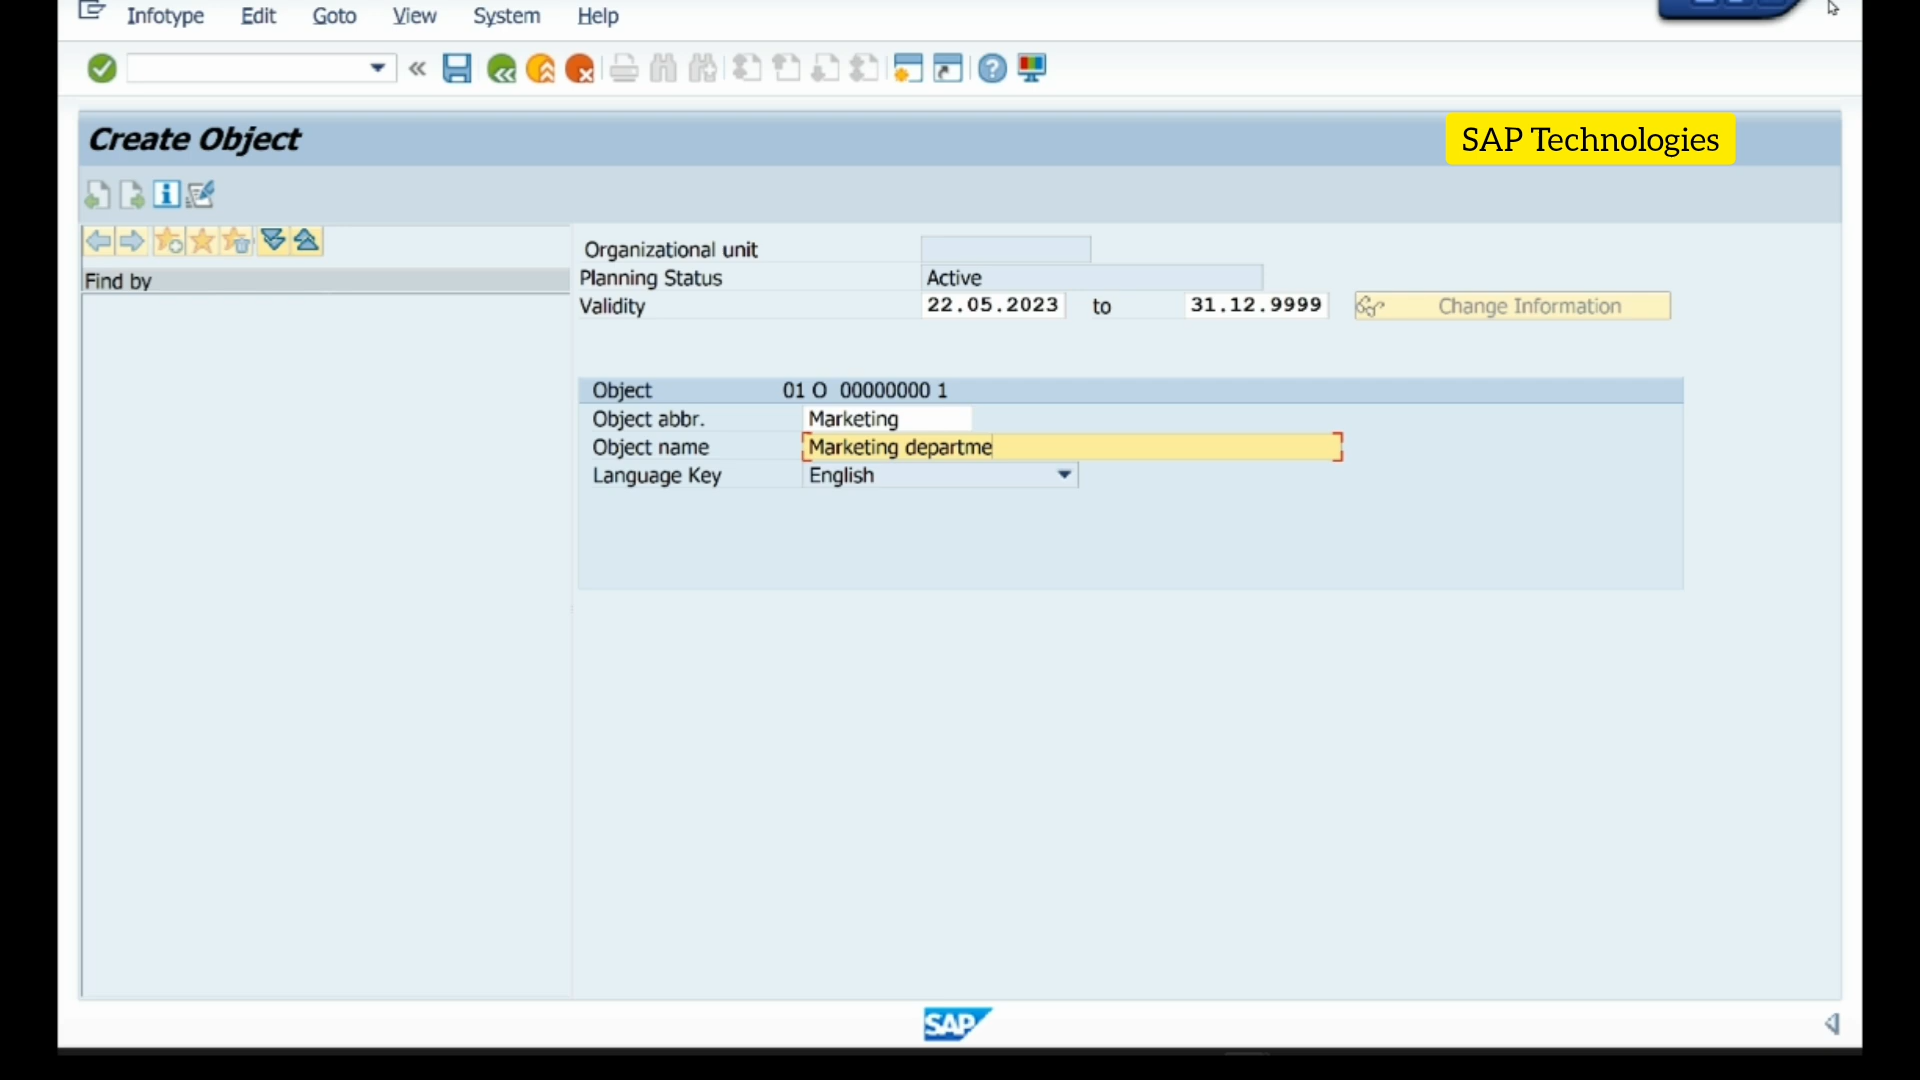 Infotype Edit Goto View System Help
Create Object
SAP Technologies
Find by
Organizational unit
Planning Status Active
Validity 22.05.2023 to 31.12.9999 Change Information
Object 01 O 00000000 1
Object abbr. Marketing
Object name Marketing departme
Language Key English
SAP